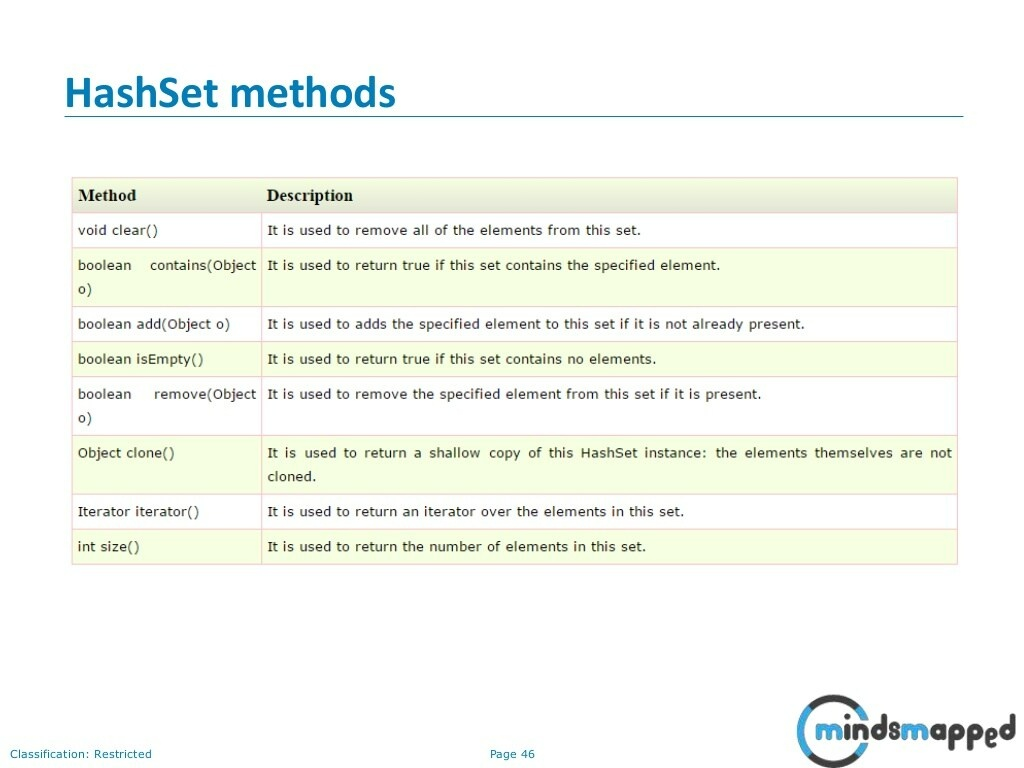 HashSet methods
Method Description
void clear() It is used to remove all of the elements from this set.
boolean contains(Object It is used to return true if this set contains the specified element.
o)
boolean add(Object o) It is used to adds the specified element to this set if it is not already present.
boolean isEmpty() It is used to return true if this set contains no elements.
boolean remove(Object It is used to remove the specified element from this set if it is present.
o)
Object clone() It is used to return a shallow copy of this HashSet instance: the elements themselves are not
cloned.
Iterator iterator() It is used to return an iterator over the elements in this set.
int size() It is used to return the number of elements in this set.
mindsmapped
Classification: Restricted Page 46